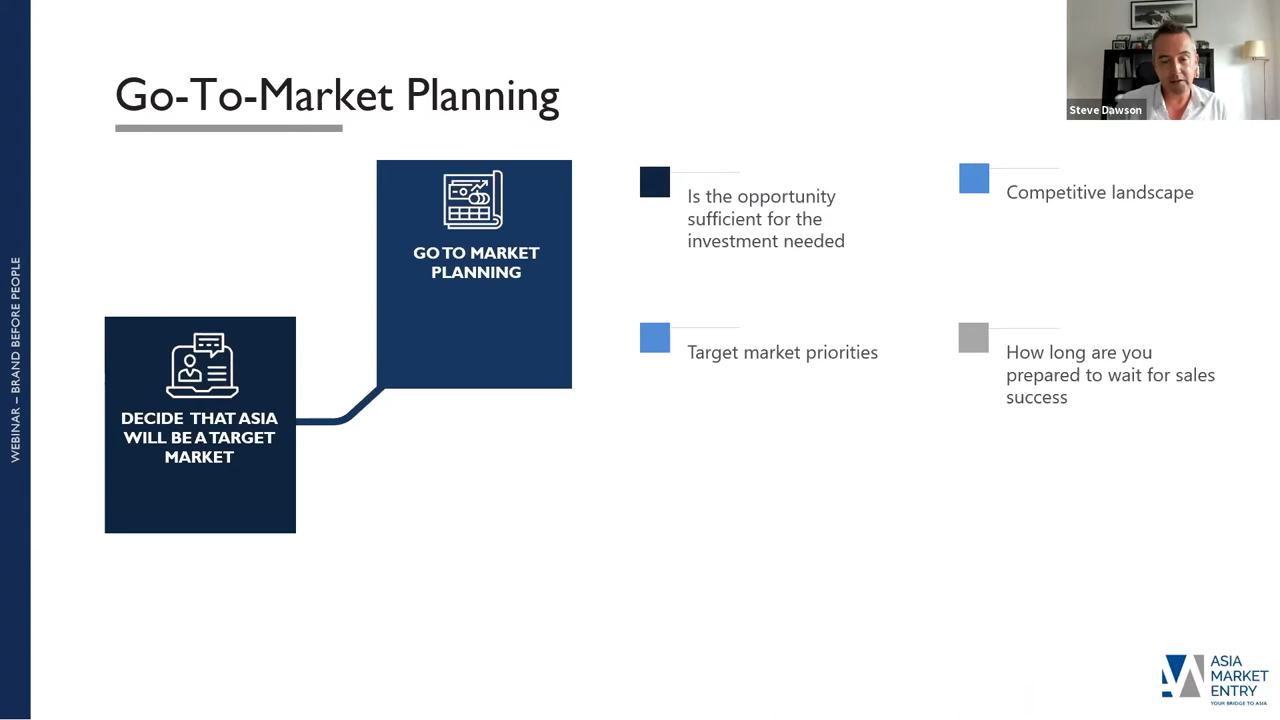 WEBINAR – BRAND BEFORE PEOPLE
Go-To-Market Planning
Steve Dawson
GO TO MARKET
PLANNING
DECIDE THAT ASIA
WILL BE A TARGET
MARKET
Is the opportunity
sufficient for the
investment needed
Competitive landscape
Target market priorities
How long are you
prepared to wait for sales
success
ASIA
MARKET
ENTRY
YOUR BRIDGE TO ASIA